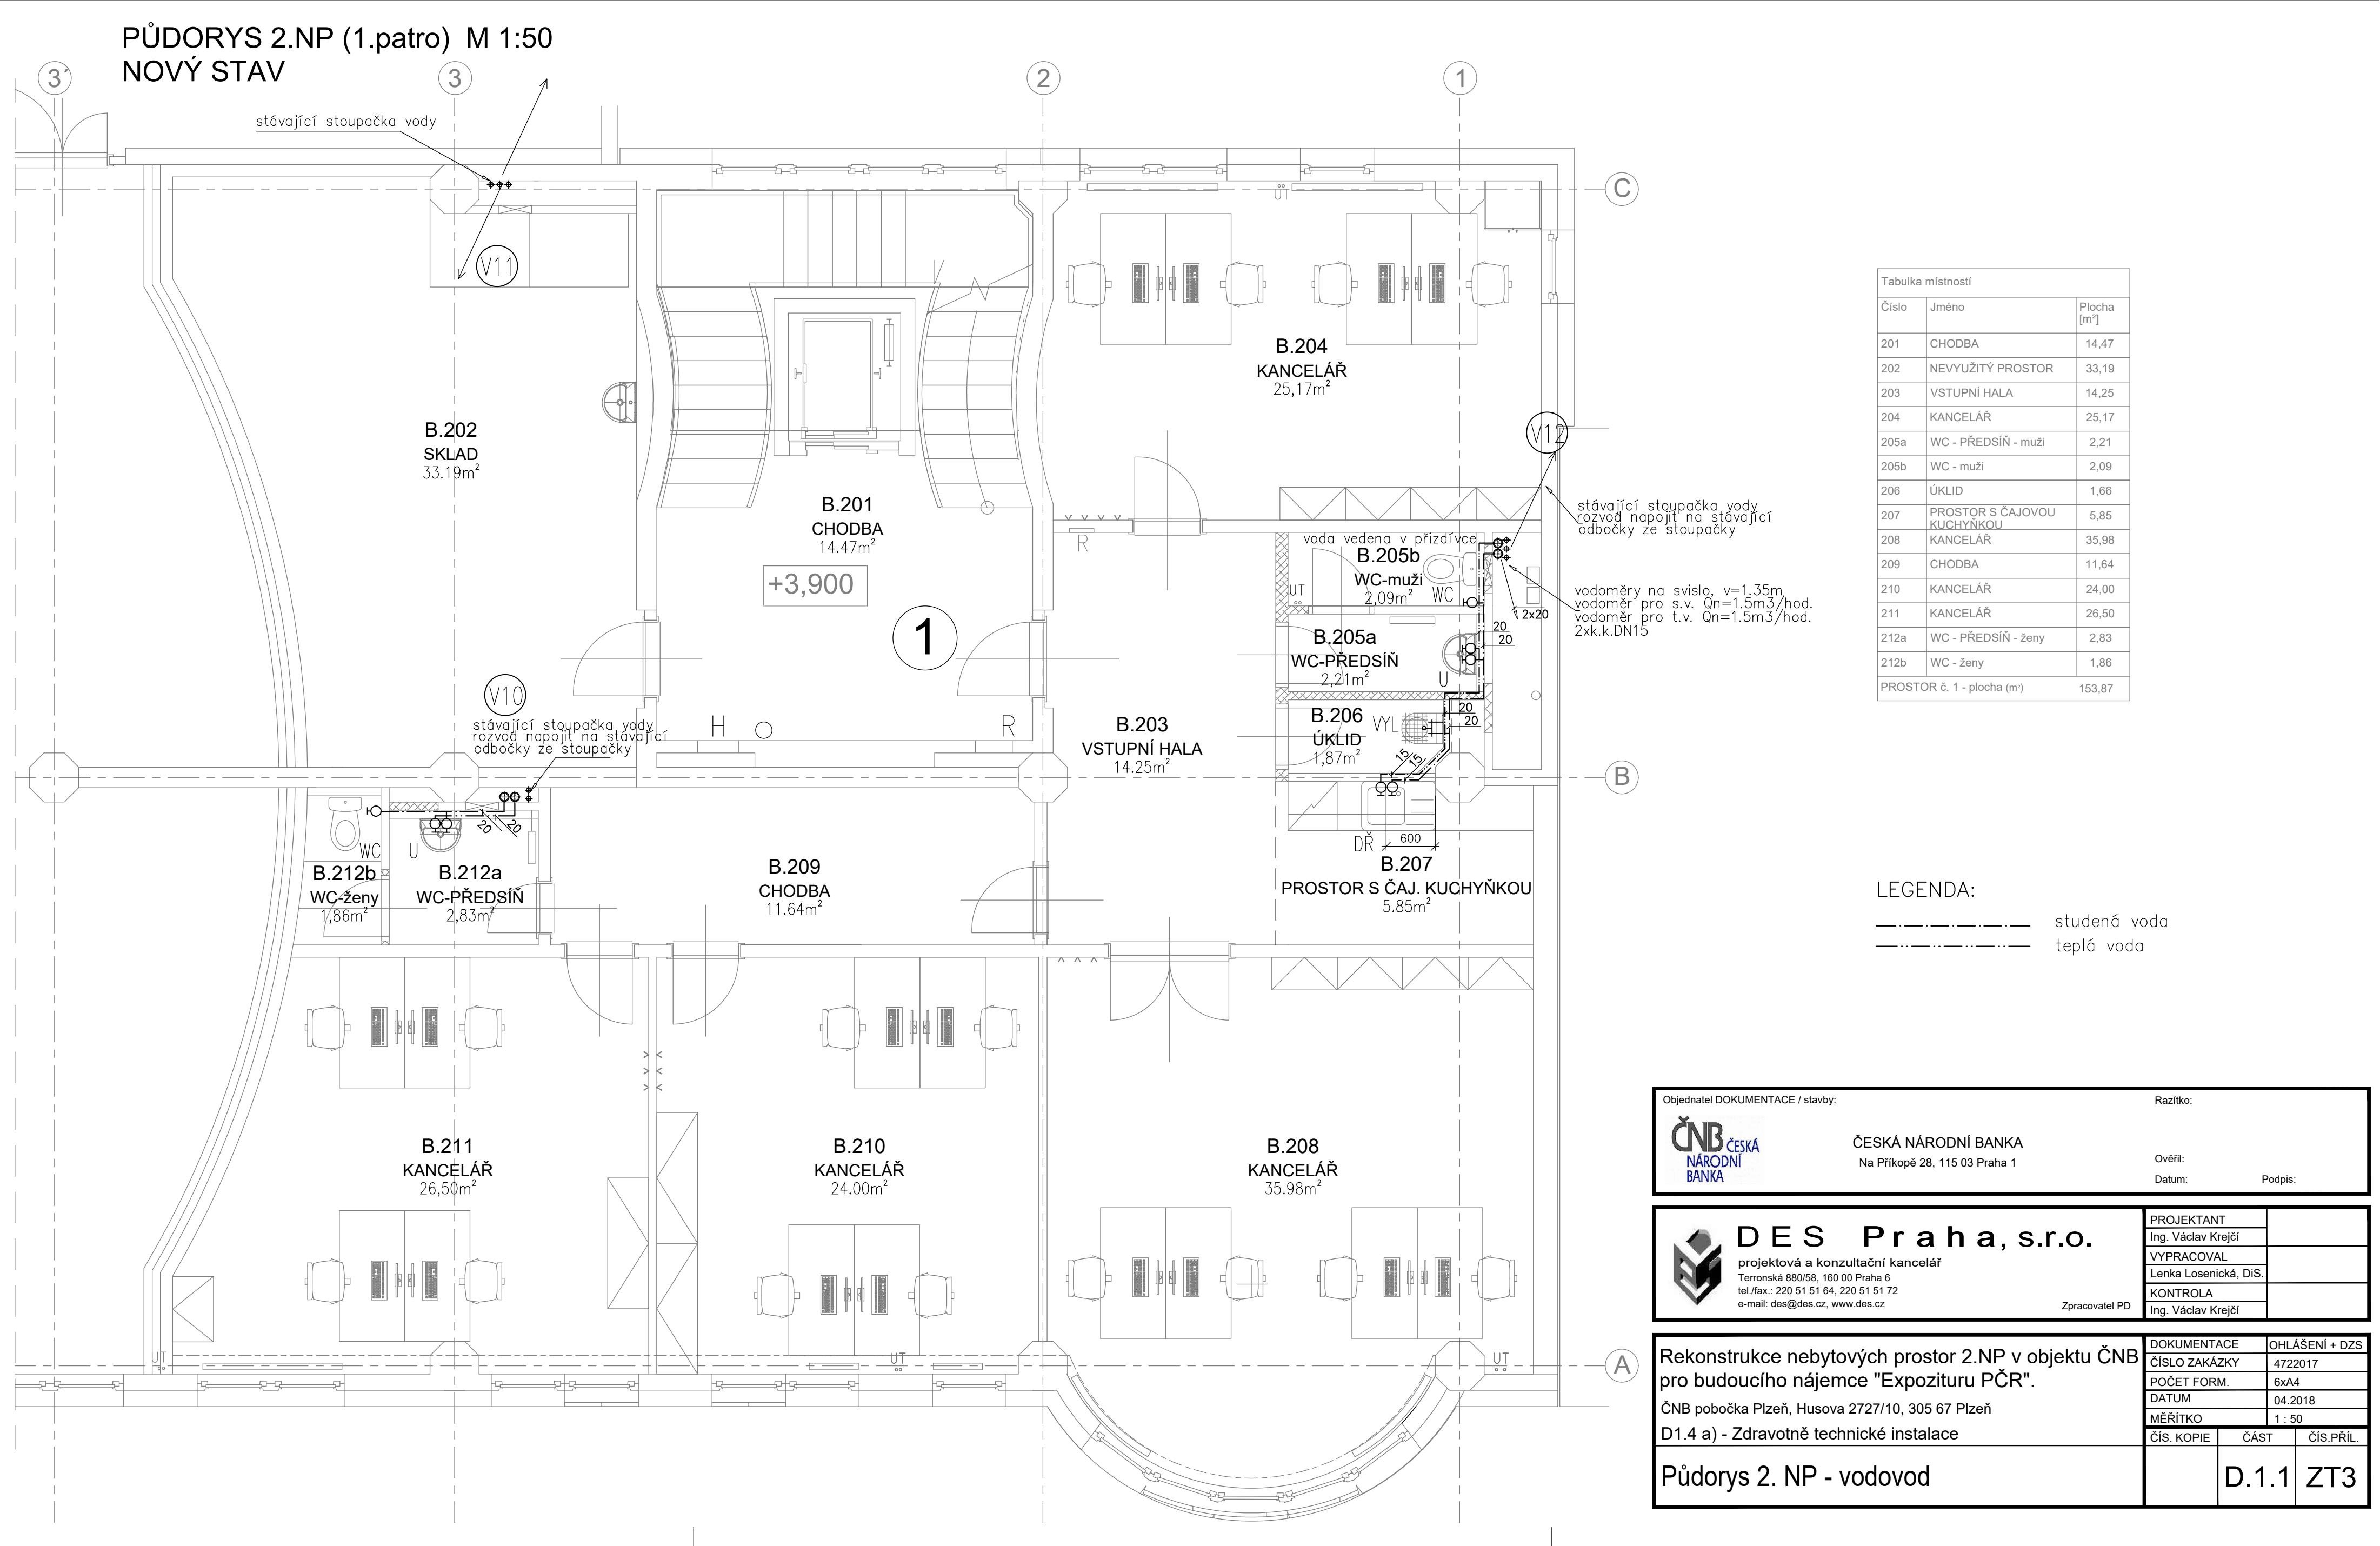 PŮDORYS 2.NP (1.patro) M 1:50
NOVÝ STAV
3´
3
2
1
stávající stoupačka vody
C
ÚT
V11
B.204
KANCELÁŘ
25,17m²
V12
B.202
SKLAD
33.19m²
B.201
CHODBA
14.47m²
+3,900
1
R
stávající stoupačka vody
rozvod napojit na stávající
odbočky ze stoupačky
voda vedena v přizdívce
B.205b
WC-muži
2,09m²
WC
UT
vodoměry na svislo, v=1.35m
vodoměr pro s.v. Qn=1.5m3/hod.
vodoměr pro t.v. Qn=1.5m3/hod.
2xk.k.DN15
2x20
20
20
B.205a
WC-PŘEDSÍŇ
2,21m²
U
V10
stávající stoupačka vody
rozvod napojit na stávající
odbočky ze stoupačky
H
R
B.203
VSTUPNÍ HALA
14.25m²
B.206
ÚKLID
1,87m²
VYL
20
20
15
15
B
20
20
WC
U
DŘ
600
B.212b
WC-ženy
1,86m²
B.212a
WC-PŘEDSÍŇ
2,83m²
B.209
CHODBA
11.64m²
B.207
PROSTOR S ČAJ. KUCHYŇKOU
5.85m²
B.211
KANCELÁŘ
26,50m²
B.210
KANCELÁŘ
24.00m²
B.208
KANCELÁŘ
35.98m²
UT
UT
UT
A
Tabulka místností
Číslo Jméno Plocha
[m²]
201 CHODBA 14,47
202 NEVYUŽITÝ PROSTOR 33,19
203 VSTUPNÍ HALA 14,25
204 KANCELÁŘ 25,17
205a WC - PŘEDSÍŇ - muži 2,21
205b WC - muži 2,09
206 ÚKLID 1,66
207 PROSTOR S ČAJOVOU
KUCHYŇKOU 5,85
208 KANCELÁŘ 35,98
209 CHODBA 11,64
210 KANCELÁŘ 24,00
211 KANCELÁŘ 26,50
212a WC - PŘEDSÍŇ - ženy 2,83
212b WC - ženy 1,86
PROSTOR č. 1 - plocha (m²) 153,87
LEGENDA:
studená voda
teplá voda
Objednatel DOKUMENTACE / stavby:
Razítko:
ČNB ČESKÁ
NÁRODNÍ
BANKA
ČESKÁ NÁRODNÍ BANKA
Na Příkopě 28, 115 03 Praha 1
Ověřil:
Datum: Podpis:
DES Praha, s.r.o.
projektová a konzultační kancelář
Terronská 880/58, 160 00 Praha 6
tel./fax.: 220 51 51 64, 220 51 51 72
e-mail: des@des.cz, www.des.cz
Zpracovatel PD
PROJEKTANT
Ing. Václav Krejčí
VYPRACOVAL
Lenka Losenická, DiS.
KONTROLA
Ing. Václav Krejčí
Rekonstrukce nebytových prostor 2.NP v objektu ČNB
pro budoucího nájemce "Expozituru PČR".
ČNB pobočka Plzeň, Husova 2727/10, 305 67 Plzeň
D1.4 a) - Zdravotně technické instalace
Půdorys 2. NP - vodovod
DOKUMENTACE OHLÁŠENÍ + DZS
ČÍSLO ZAKÁZKY 4722017
POČET FORM. 6xA4
DATUM 04.2018
MĚŘÍTKO 1 : 50
ČÍS. KOPIE ČÁST ČÍS.PŘÍL.
D.1.1 ZT3